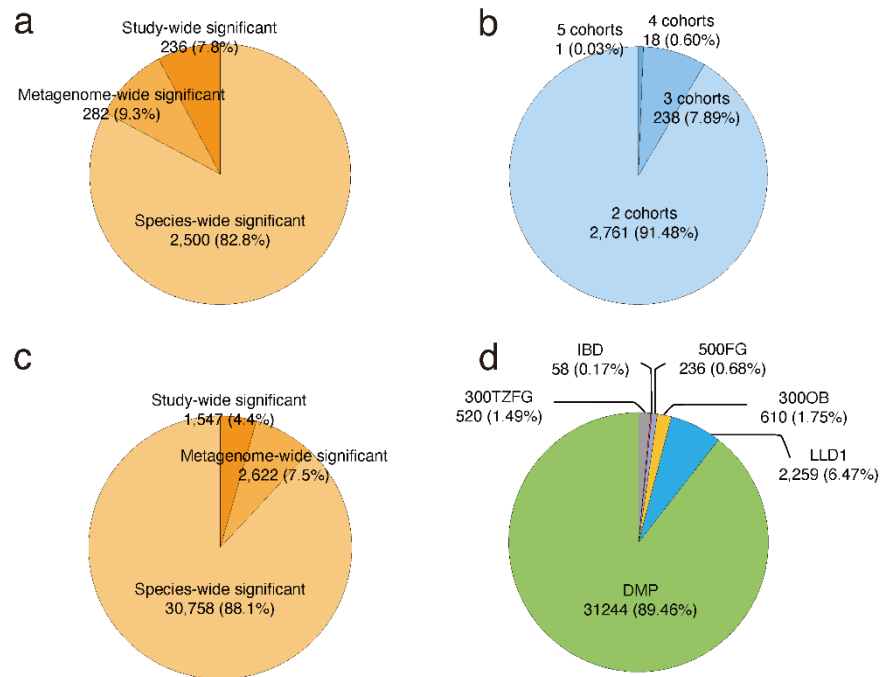 a
Study-wide significant
236 (7.8%)
Metagenome-wide significant
282 (9.3%)
Species-wide significant
2,500 (82.8%)
b
5 cohorts
1 (0.03%)
4 cohorts
18 (0.60%)
3 cohorts
238 (7.89%)
2 cohorts
2,761 (91.48%)
c
Study-wide significant
1,547 (4.4%)
Metagenome-wide significant
2,622 (7.5%)
Species-wide significant
30,758 (88.1%)
d
IBD
58 (0.17%)
500FG
236 (0.68%)
300TZFG
520 (1.49%)
300OB
610 (1.75%)
LLD1
2,259 (6.47%)
DMP
31244 (89.46%)